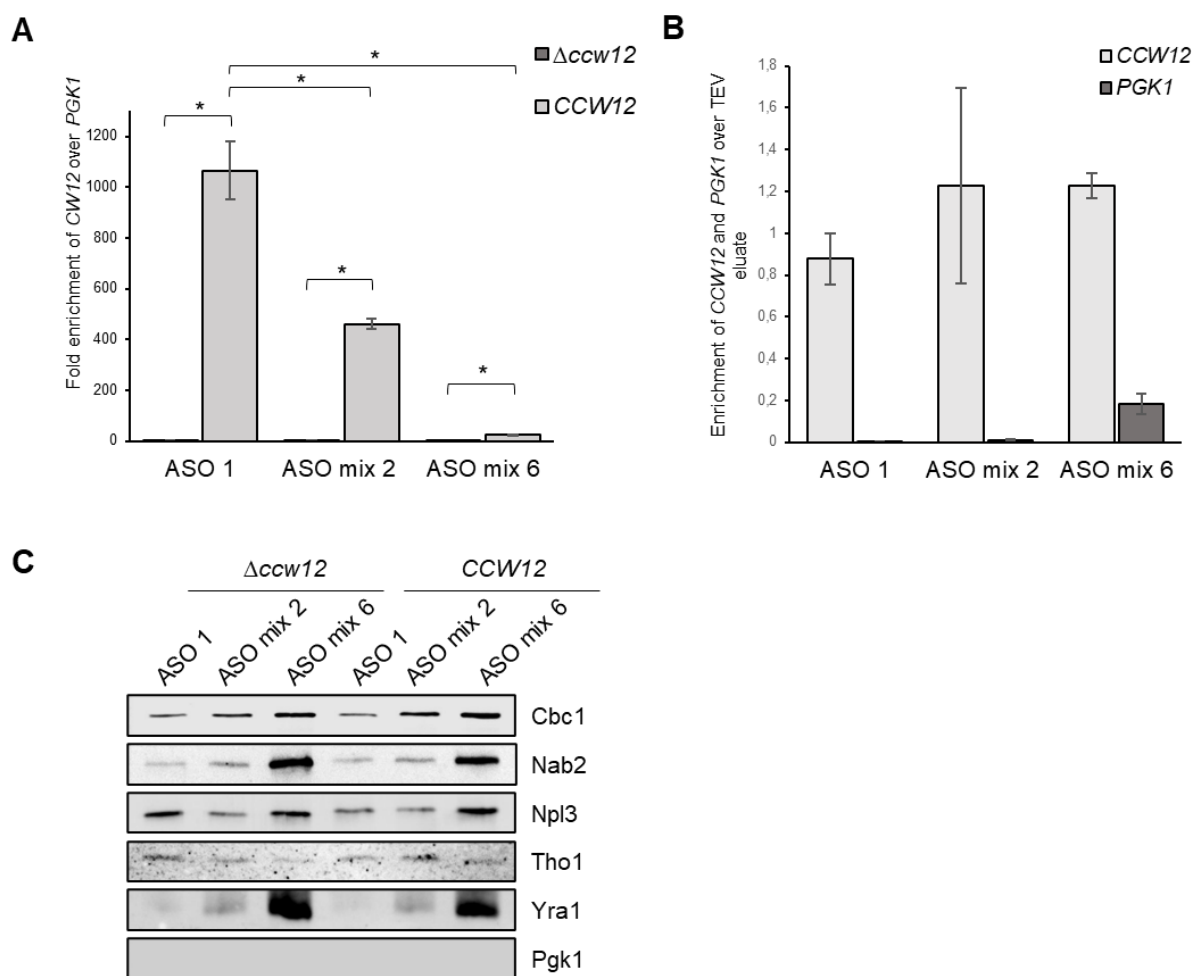 A
Fold enrichment of CW12 over PGK1
1200
1000
800
600
400
200
0
*
*
*
*
*
Δccw12
CCW12
ASO 1 ASO mix 2 ASO mix 6
B
Enrichment of CCW12 and PGK1 over TEV
eluate
1,8
1,6
1,4
1,2
1
0,8
0,6
0,4
0,2
0
CCW12
PGK1
ASO 1 ASO mix 2 ASO mix 6
C
Δccw12 CCW12
ASO 1 ASO mix 2 ASO mix 6 ASO 1 ASO mix 2 ASO mix 6
Cbc1
Nab2
Npl3
Tho1
Yra1
Pgk1